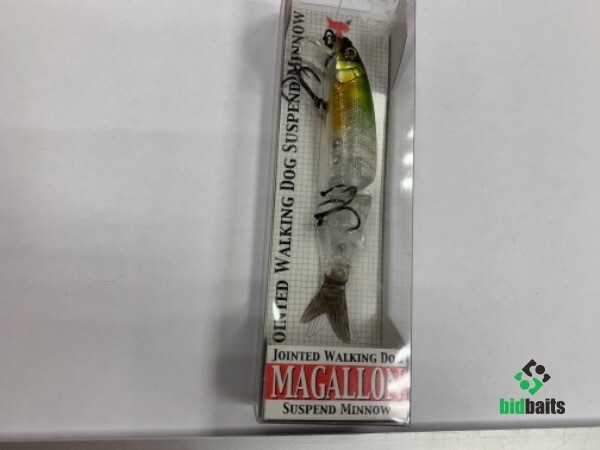 JOINTED WALKING DOG SUSPEND MINNOW
JOINTED WALKING DOG
MAGALLON
SUSPEND MINNOW
bidbaits